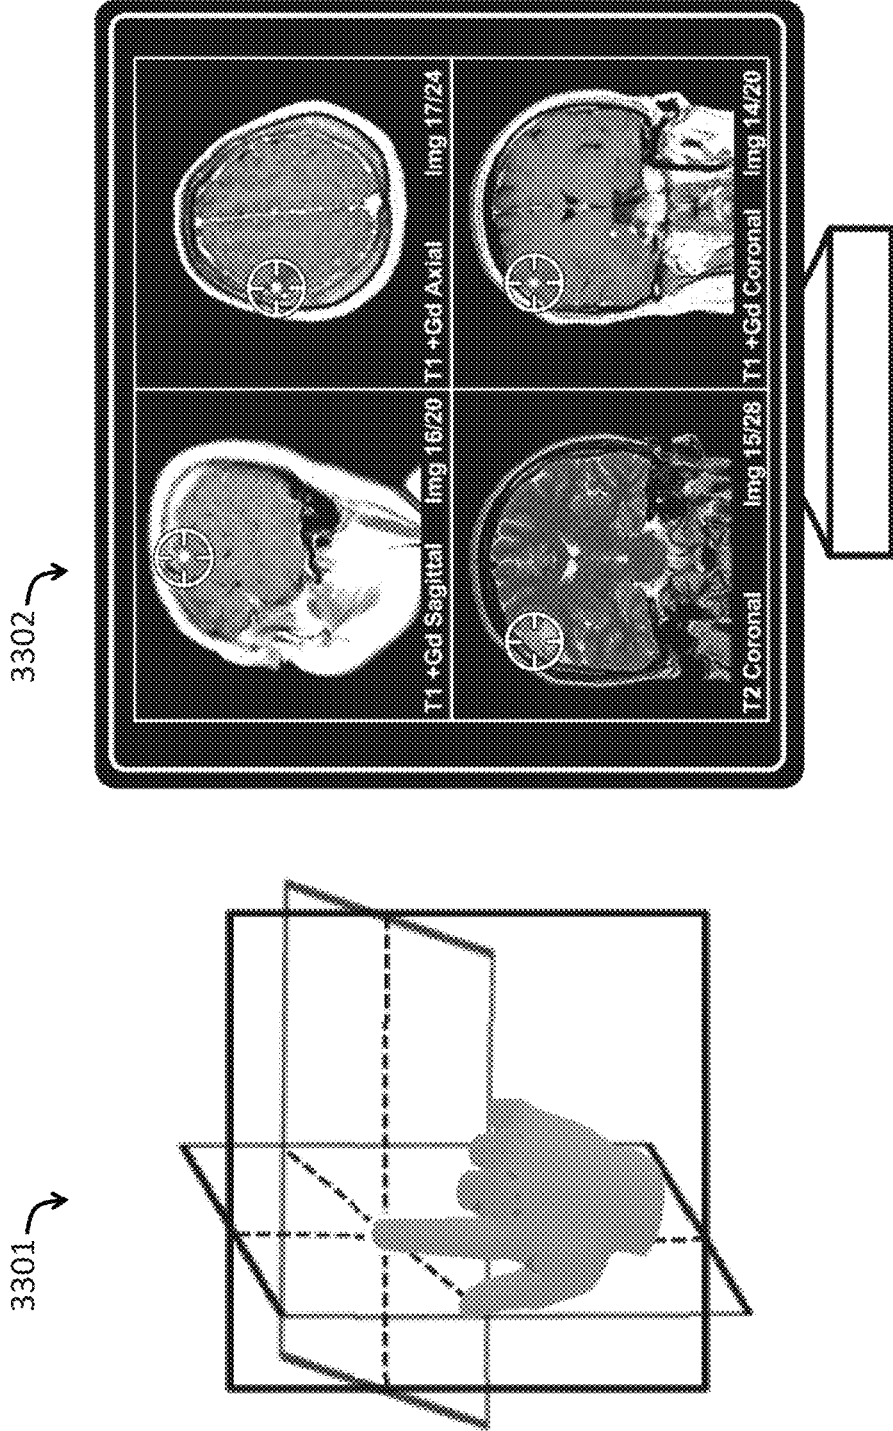 3301
3302
T1 +Gd Sagittal Img 16/20
T1 +Gd Axial Img 17/24
T2 Coronal Img 15/28
T1 +Gd Coronal Img 14/20